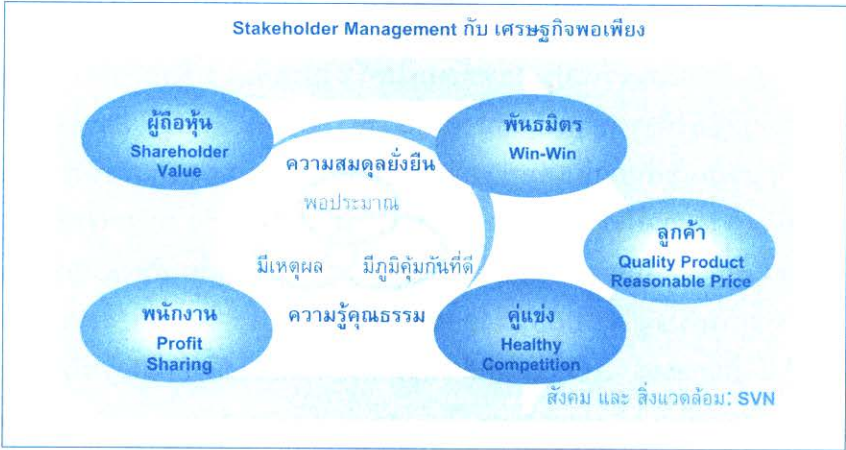 Stakeholder Management กับ เศรษฐกิจพอเพียง
ผู้ถือหุ้น
Shareholder
Value
พันธมิตร
Win-Win
ความสมดุลยั่งยืน
พอประมาณ
ลูกค้า
Quality Product
Reasonable Price
มีเหตุผล มีภูมิคุ้มกันที่ดี
พนักงาน
Profit
Sharing
ความรู้คุณธรรม
คู่แข่ง
Healthy
Competition
สังคม และ สิ่งแวดล้อม: SVN